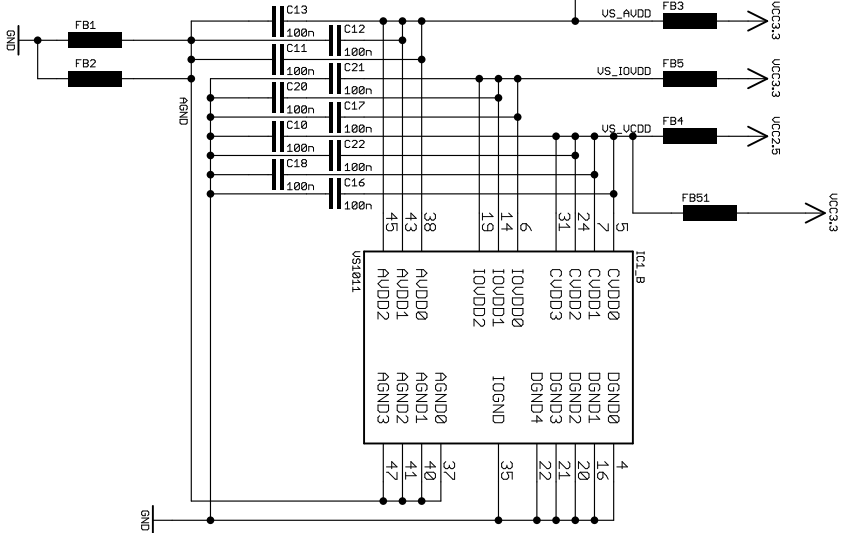 C13
100n
VS_AVDD
FB3
VCC3.3
GND
FB1
C12
100n
C11
100n
FB2
C21
100n
VS_IOVDD
FB5
VCC3.3
C20
100n
AGND
C17
100n
C10
100n
VS_VCDD
FB4
VCC2.5
C22
100n
C18
100n
C16
100n
FB51
VCC3.3
45
43
38
19
14
6
31
24
7
5
VS1011
IC1_B
AVDD2
AVDD1
AVDD0
IOVDD2
IOVDD1
IOVDD0
CVDD3
CVDD2
CVDD1
CVDD0
AGND3
AGND2
AGND1
AGND0
IOGND
DGND4
DGND3
DGND2
DGND1
DGND0
47
41
40
37
35
22
21
20
16
4
GND